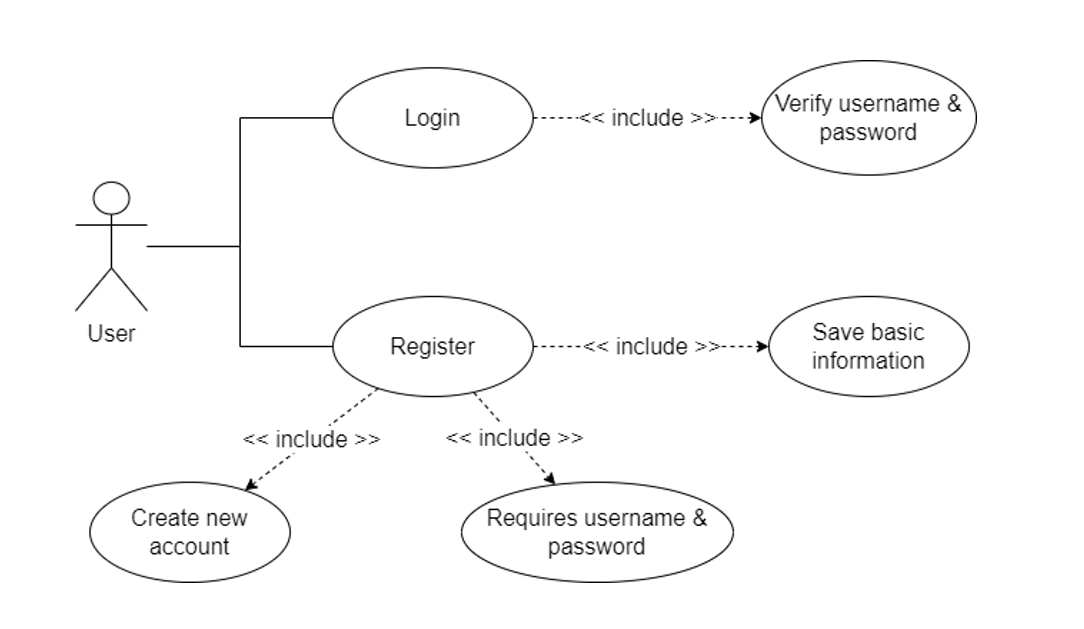 Login
<< include >>
Verify username &
password
User
Register
<< include >>
Save basic
information
<< include >>
<< include >>
Create new
account
Requires username &
password